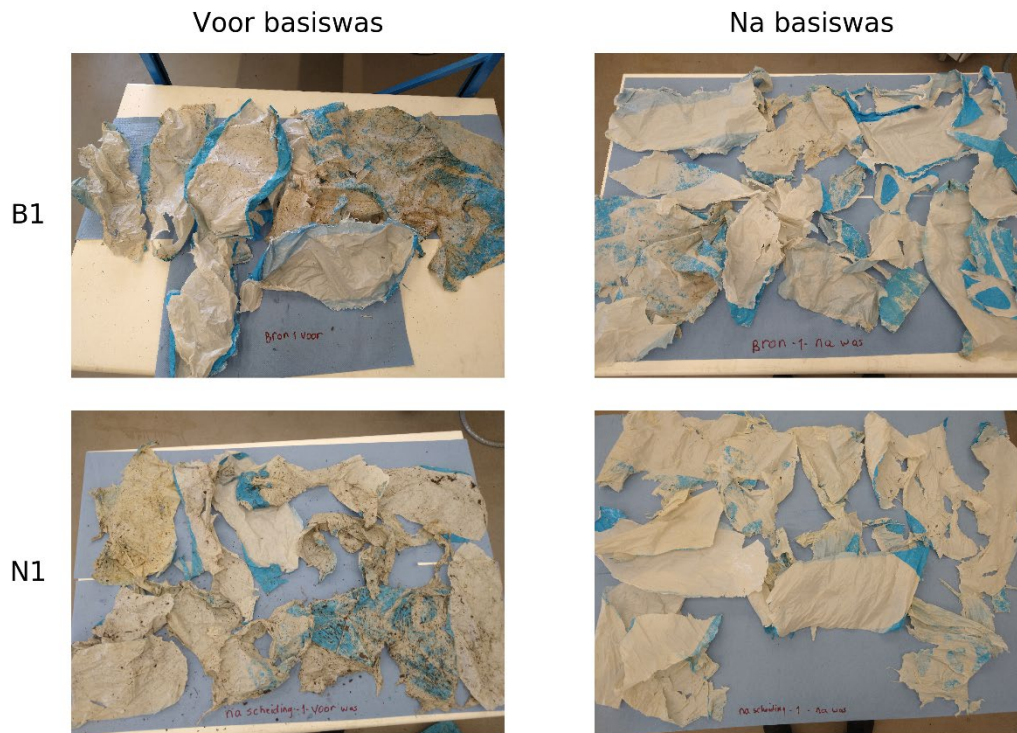 Voor basiswas
Na basiswas
B1
Bron 1 voor
Bron -1- na was
N1
na scheiding-1-voor was
na scheiding-1 - na was